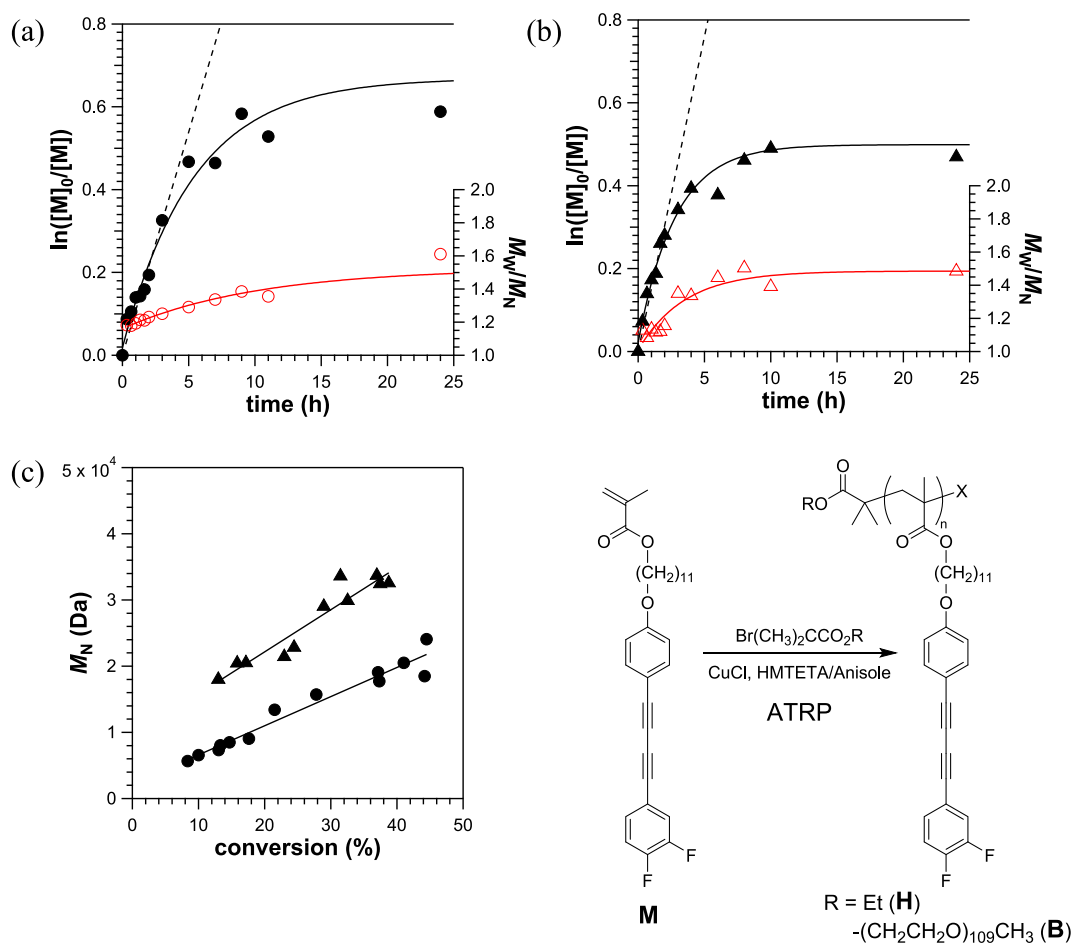 (a)
0.8
0.6
0.4
0.2
0.0
ln([M]0/[M])
2.0
1.8
1.6
1.4
1.2
1.0
MW/MN
0 5 10 15 20 25
time (h)
(b)
0.8
0.6
0.4
0.2
0.0
ln([M]0/[M])
2.0
1.8
1.6
1.4
1.2
1.0
MW/MN
0 5 10 15 20 25
time (h)
(c)
5 x 10⁴
4
3
2
1
0
MN (Da)
0 10 20 30 40 50
conversion (%)
O
O
(CH2)11
O
F
F
M
Br(CH3)2CCO2R
CuCl, HMTETA/Anisole
ATRP
O
RO
X
n
O
O
(CH2)11
O
F
F
R = Et (H)
-(CH2CH2O)109CH3 (B)